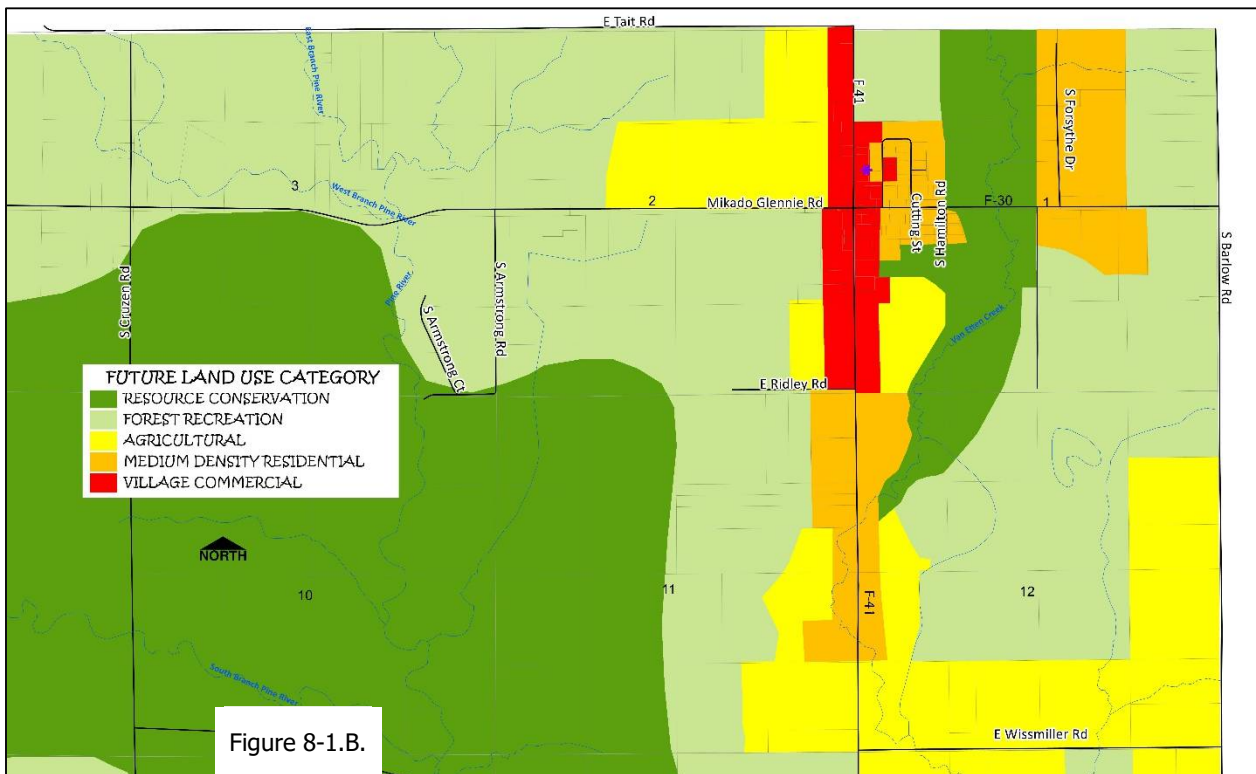 E Tait Rd
East Branch Pine River
F-41
S Forsythe Dr
3
West Branch Pine River
2
Mikado Glennie Rd
Cutting St
S Hamilton Rd
F-30
1
S Barlow Rd
S Cruzen Rd
Pine River
S Armstrong Rd
S Armstrong Ct
Van Etten Creek
E Ridley Rd
FUTURE LAND USE CATEGORY
RESOURCE CONSERVATION
FOREST RECREATION
AGRICULTURAL
MEDIUM DENSITY RESIDENTIAL
VILLAGE COMMERCIAL
NORTH
10
11
F-41
12
South Branch Pine River
Figure 8-1.B.
E Wissmiller Rd